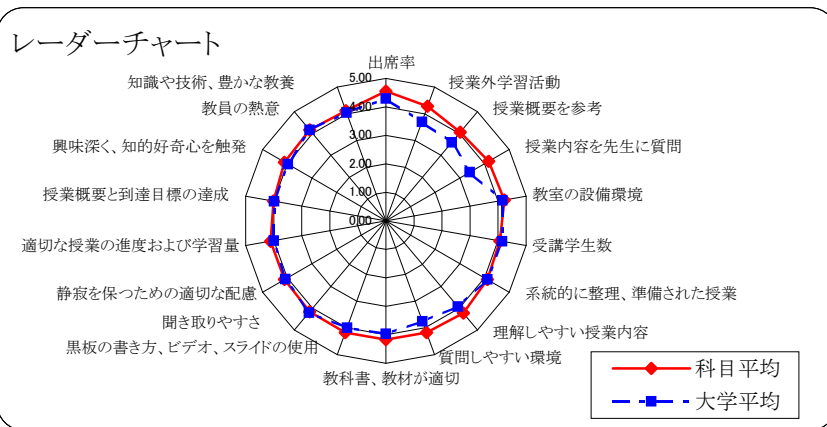 レーダーチャート
出席率
授業外学習活動
授業概要を参考
授業内容を先生に質問
教室の設備環境
受講学生数
系統的に整理、準備された授業
理解しやすい授業内容
質問しやすい環境
教科書、教材が適切
黒板の書き方、ビデオ、スライドの使用
聞き取りやすさ
静寂を保つための適切な配慮
適切な授業の進度および学習量
授業概要と到達目標の達成
興味深く、知的好奇心を触発
教員の熱意
知識や技術、豊かな教養
5.00
4.00
3.00
2.00
1.00
0.00
科目平均
大学平均